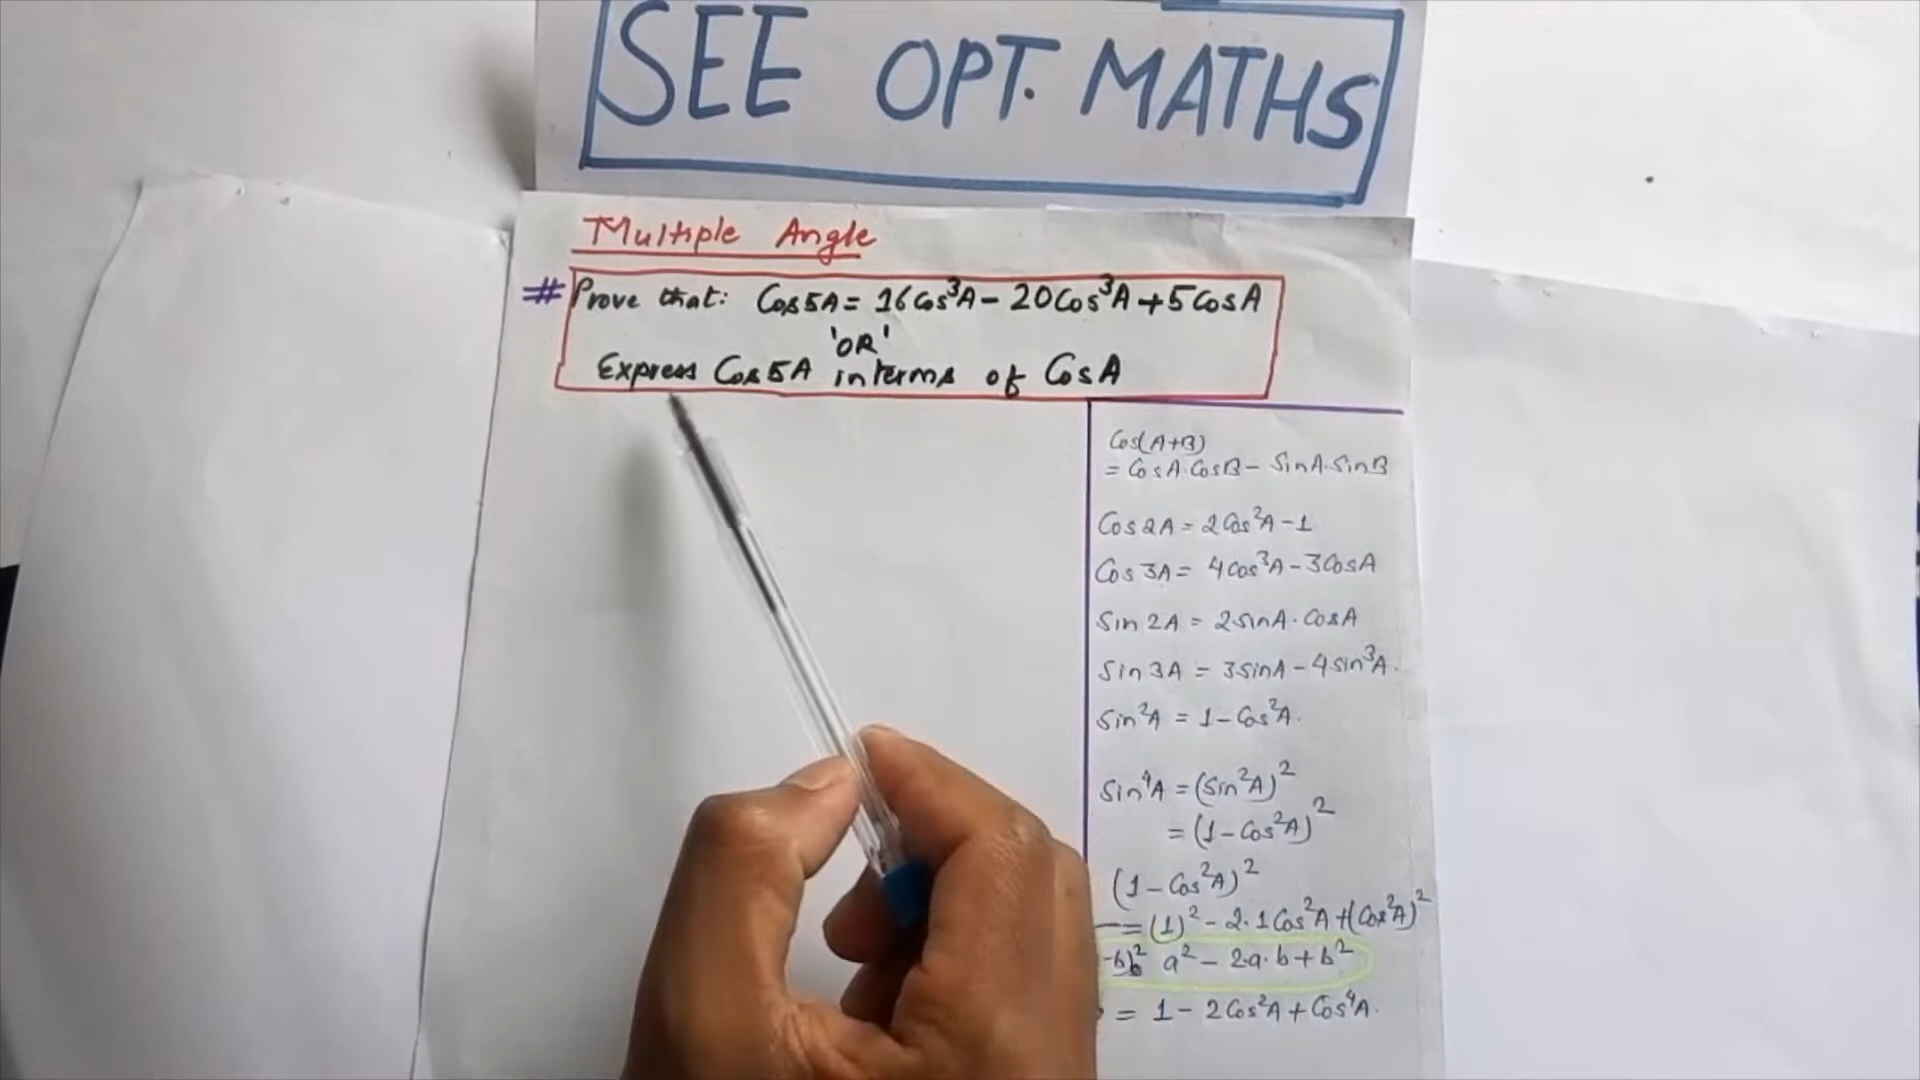 SEE OPT. MATHS
Multiple Angle
# Prove that: Cos5A = 16Cos³A - 20Cos³A + 5CosA
'OR'
Express Cos5A in terms of CosA
Cos(A+B)
= CosA.CosB - SinA.SinB
Cos2A = 2Cos²A - 1
Cos3A = 4Cos³A - 3CosA
Sin2A = 2sinA·CosA
Sin3A = 3sinA - 4sin³A.
Sin²A = 1 - Cos²A.
Sin⁴A = (Sin²A)²
= (1 - Cos²A)²
(1 - Cos²A)²
= (1)² - 2.1Cos²A + (Cos²A)²
-b)² a² - 2a.b + b²
= 1 - 2Cos²A + Cos⁴A.